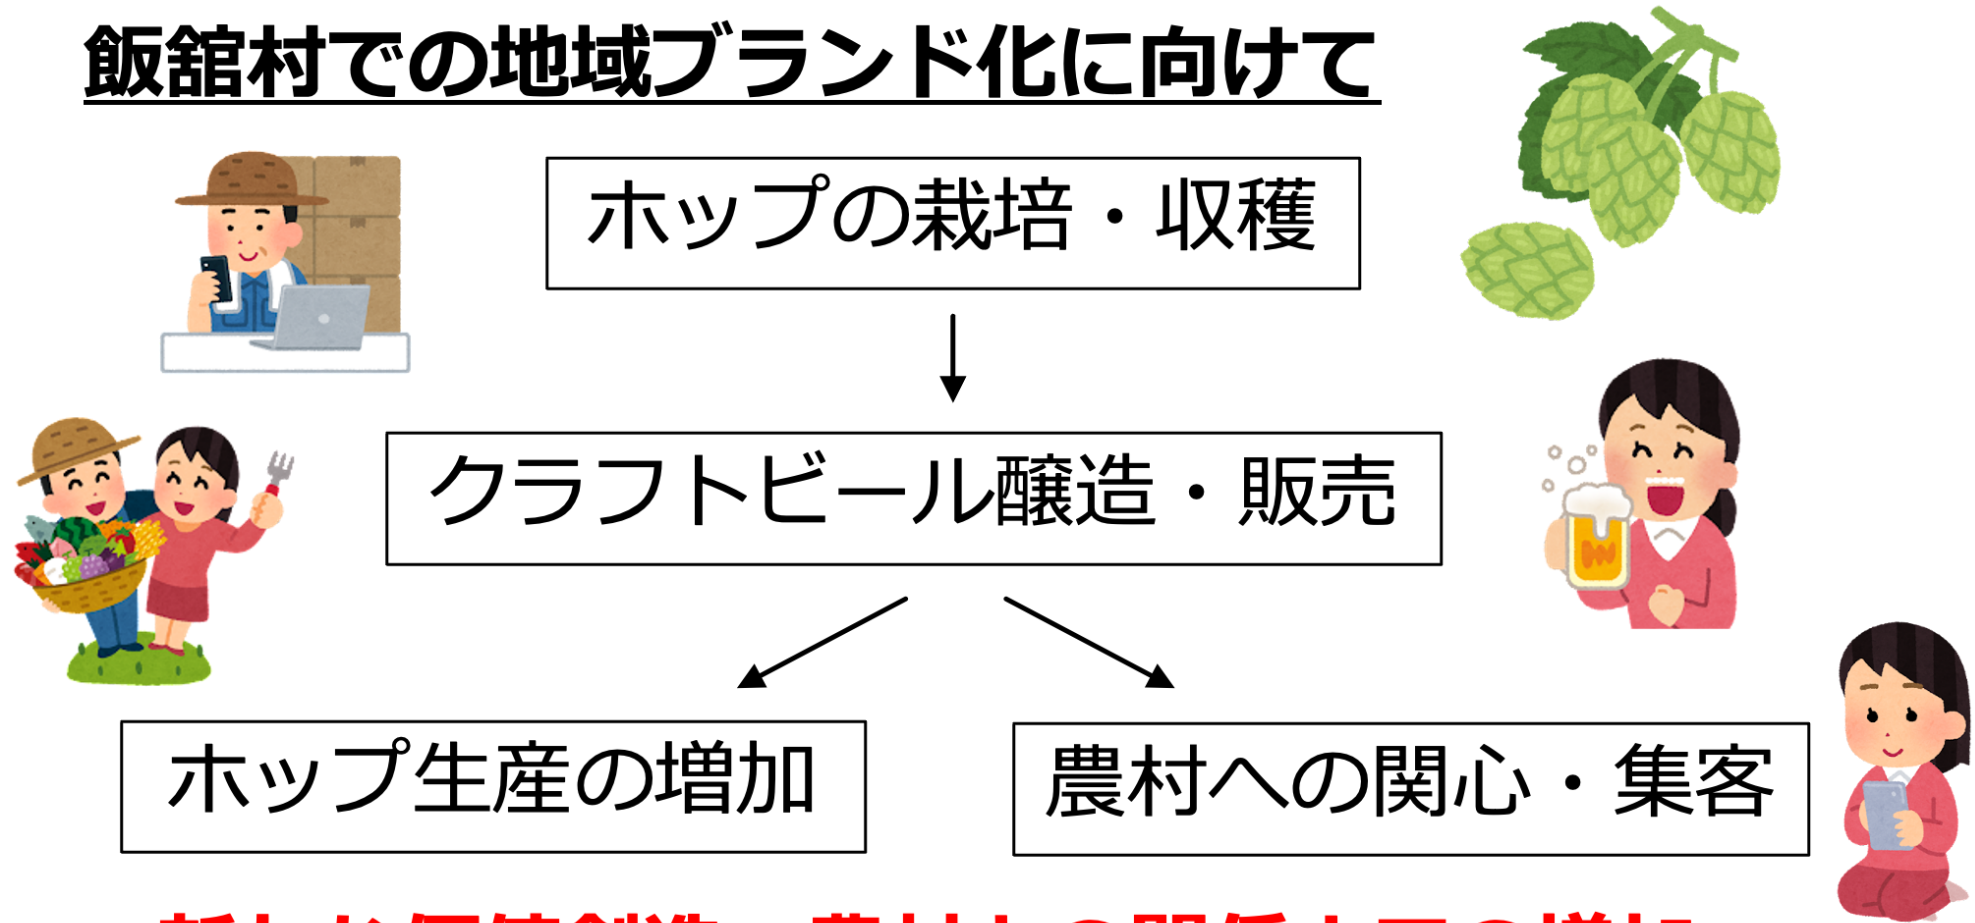 飯舘村での地域ブランド化に向けて
ホップの栽培・収穫
クラフトビール醸造・販売
ホップ生産の増加
農村への関心・集客